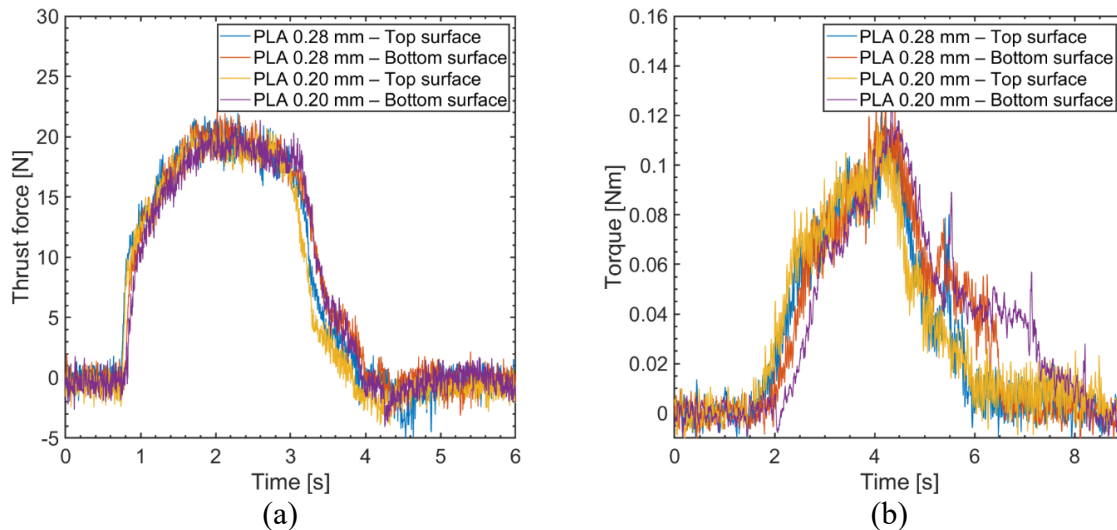 30
25
20
15
10
5
0
-5
Thrust force [N]
PLA 0.28 mm – Top surface
PLA 0.28 mm – Bottom surface
PLA 0.20 mm – Top surface
PLA 0.20 mm – Bottom surface
0 1 2 3 4 5 6
Time [s]
(a)
0.16
0.14
0.12
0.1
0.08
0.06
0.04
0.02
0
Torque [Nm]
PLA 0.28 mm – Top surface
PLA 0.28 mm – Bottom surface
PLA 0.20 mm – Top surface
PLA 0.20 mm – Bottom surface
0 2 4 6 8
Time [s]
(b)